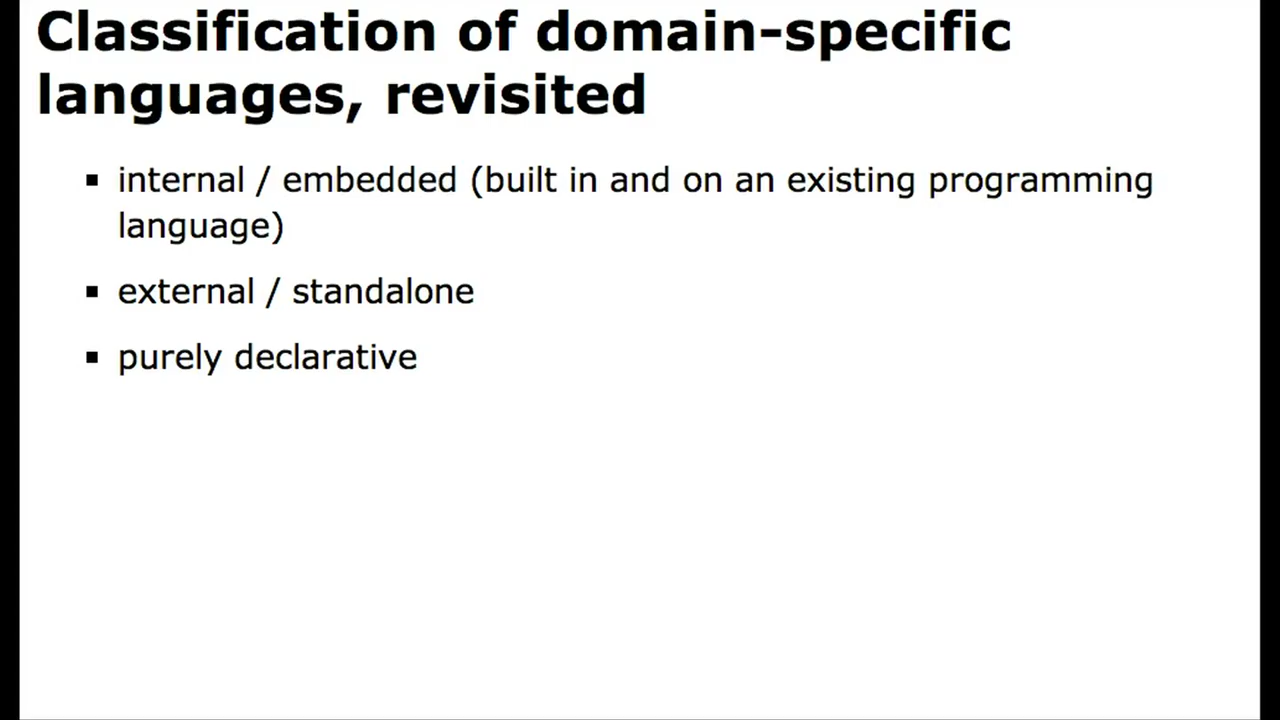 Classification of domain-specific
languages, revisited
▪ internal / embedded (built in and on an existing programming
language)
▪ external / standalone
▪ purely declarative